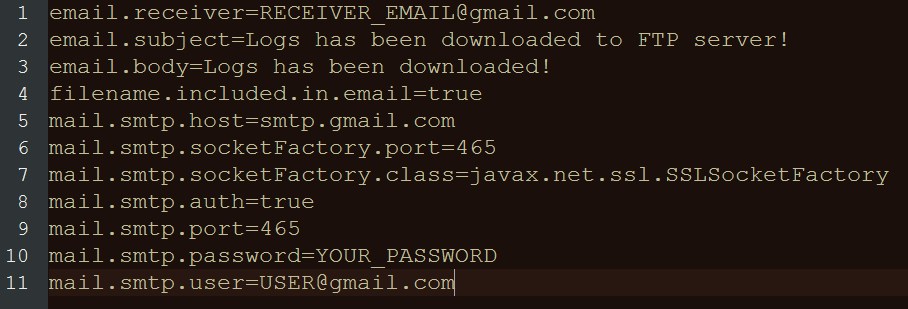 1 email.receiver=RECEIVER_EMAIL@gmail.com
2 email.subject=Logs has been downloaded to FTP server!
3 email.body=Logs has been downloaded!
4 filename.included.in.email=true
5 mail.smtp.host=smtp.gmail.com
6 mail.smtp.socketFactory.port=465
7 mail.smtp.socketFactory.class=javax.net.ssl.SSLSocketFactory
8 mail.smtp.auth=true
9 mail.smtp.port=465
10 mail.smtp.password=YOUR_PASSWORD
11 mail.smtp.user=USER@gmail.com